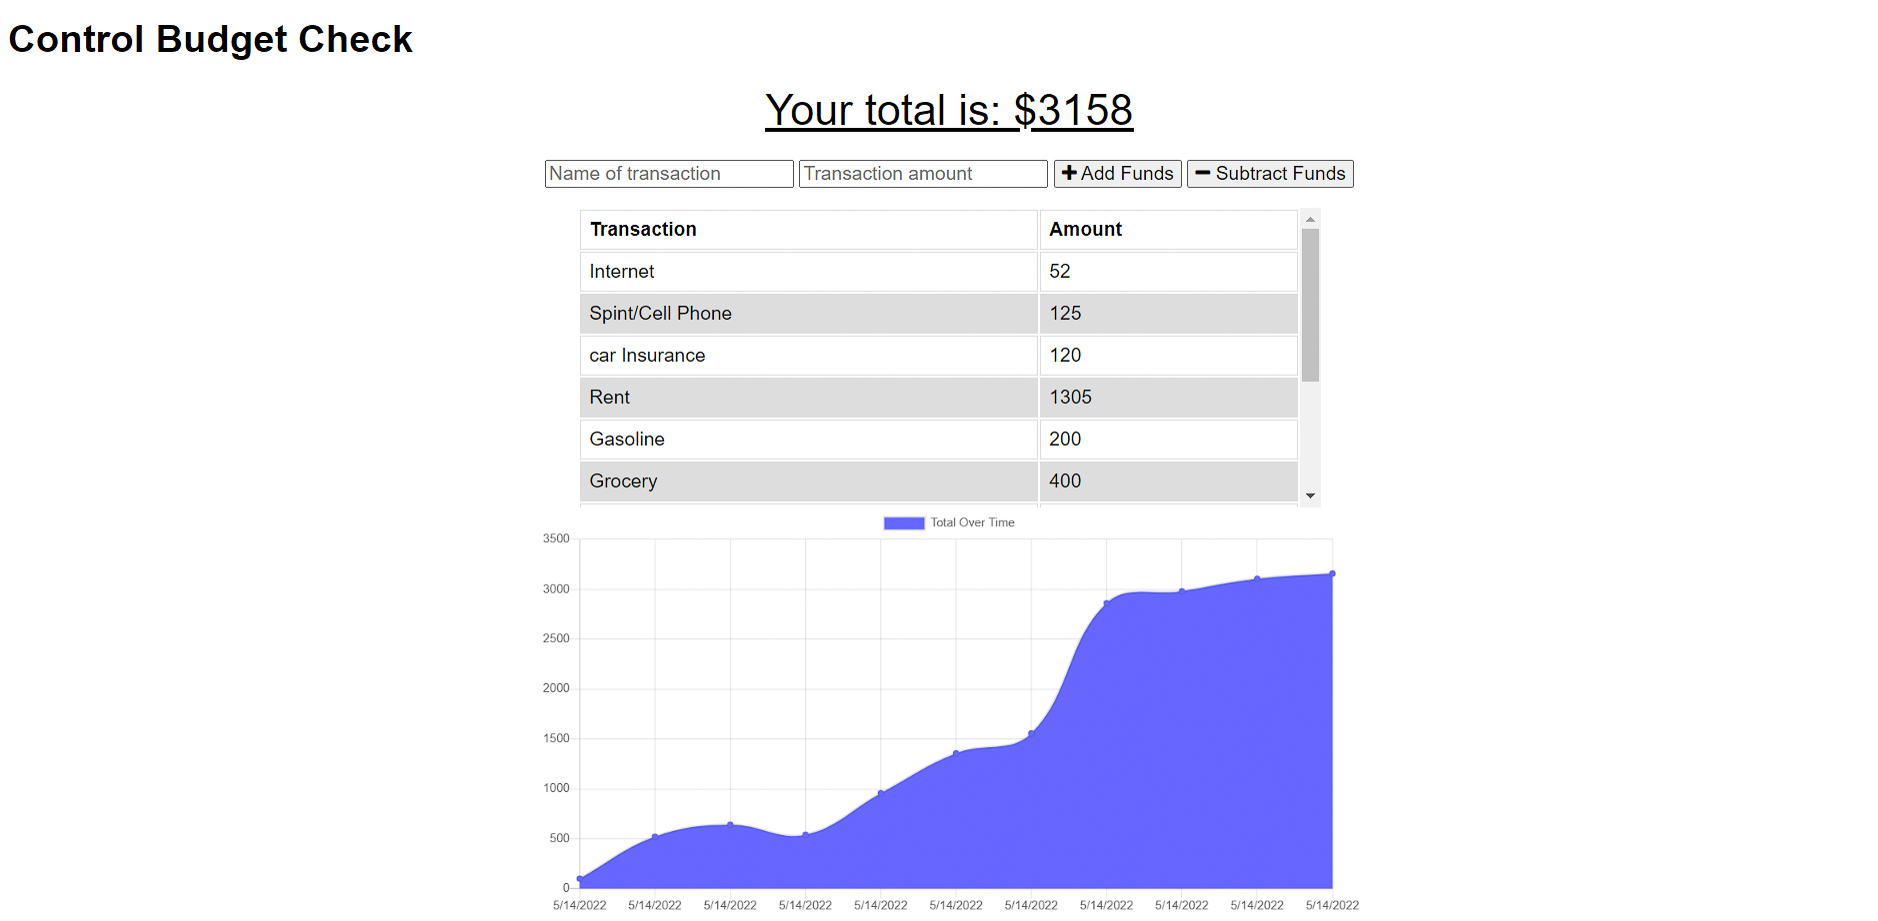 Control Budget Check
Your total is: $3158
Name of transaction Transaction amount Add Funds Subtract Funds
Transaction Amount
Internet 52
Spint/Cell Phone 125
car Insurance 120
Rent 1305
Gasoline 200
Grocery 400
Total Over Time
3500
3000
2500
2000
1500
1000
500
0
5/14/2022 5/14/2022 5/14/2022 5/14/2022 5/14/2022 5/14/2022 5/14/2022 5/14/2022 5/14/2022 5/14/2022 5/14/2022